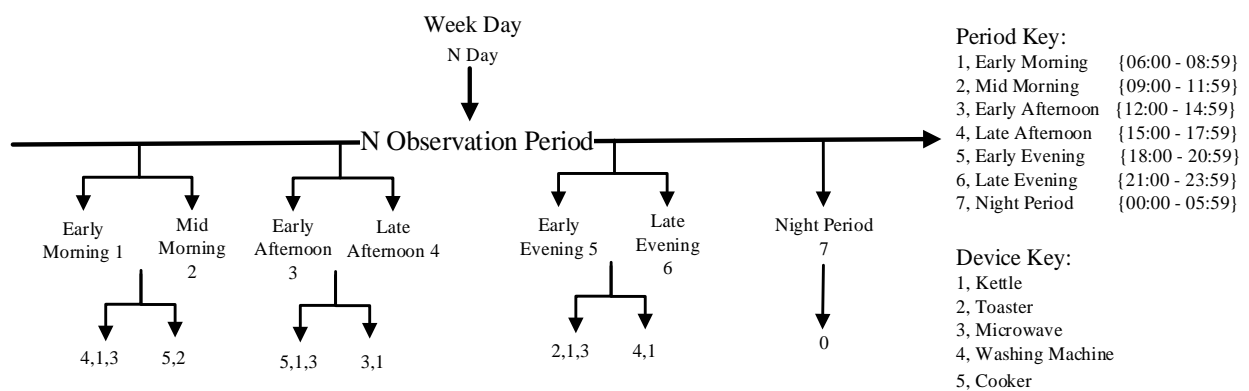 Week Day
N Day
N Observation Period
Early
Morning 1
Mid
Morning
2
Early
Afternoon
3
Late
Afternoon 4
Early
Evening 5
Late
Evening
6
Night Period
7
4,1,3
5,2
5,1,3
3,1
2,1,3
4,1
0
Period Key:
1, Early Morning {06:00 - 08:59}
2, Mid Morning {09:00 - 11:59}
3, Early Afternoon {12:00 - 14:59}
4, Late Afternoon {15:00 - 17:59}
5, Early Evening {18:00 - 20:59}
6, Late Evening {21:00 - 23:59}
7, Night Period {00:00 - 05:59}
Device Key:
1, Kettle
2, Toaster
3, Microwave
4, Washing Machine
5, Cooker